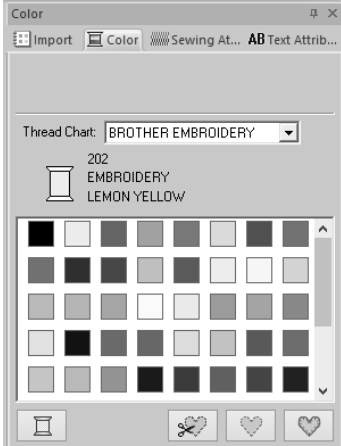 Color
Import Color Sewing At... AB Text Attrib...
Thread Chart: BROTHER EMBROIDERY
202
EMBROIDERY
LEMON YELLOW